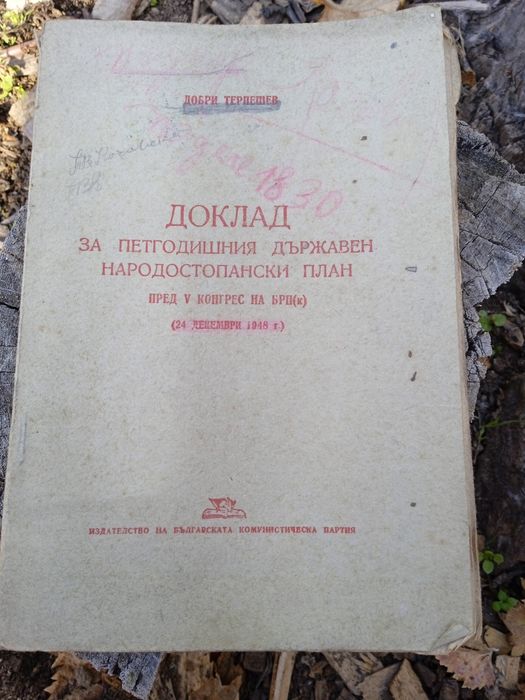 ДОБРИ ТЕРПЕШЕВ
1830
ДОКЛАД
ЗА ПЕТГОДИШНИЯ ДЪРЖАВЕН
НАРОДОСТОПАНСКИ ПЛАН
ПРЕД V КОНГРЕС НА БРП(к)
(24 ДЕКЕМВРИ 1948 г.)
ИЗДАТЕЛСТВО НА БЪЛГАРСКАТА КОМУНИСТИЧЕСКА ПАРТИЯ